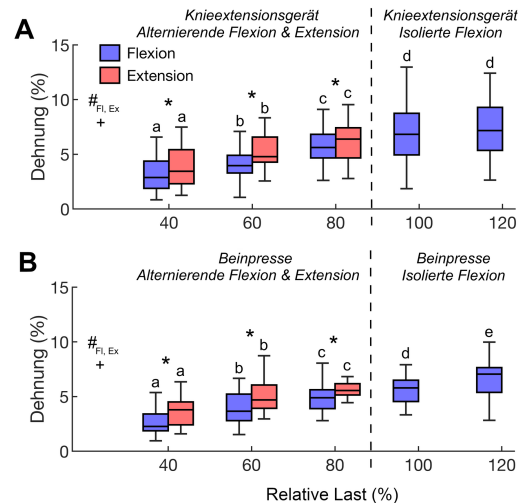 Knieextensionsgerät
Alternierende Flexion & Extension
Knieextensionsgerät
Isolierte Flexion
A
15
10
5
0
Dehnung (%)
Flexion
Extension
#Fl, Ex
+
*
*
*
a
a
b
b
c
c
d
d
40
60
80
100
120
Beinpresse
Alternierende Flexion & Extension
Beinpresse
Isolierte Flexion
B
15
10
5
0
Dehnung (%)
#Fl, Ex
+
*
*
*
a
a
b
b
c
c
d
e
40
60
80
100
120
Relative Last (%)